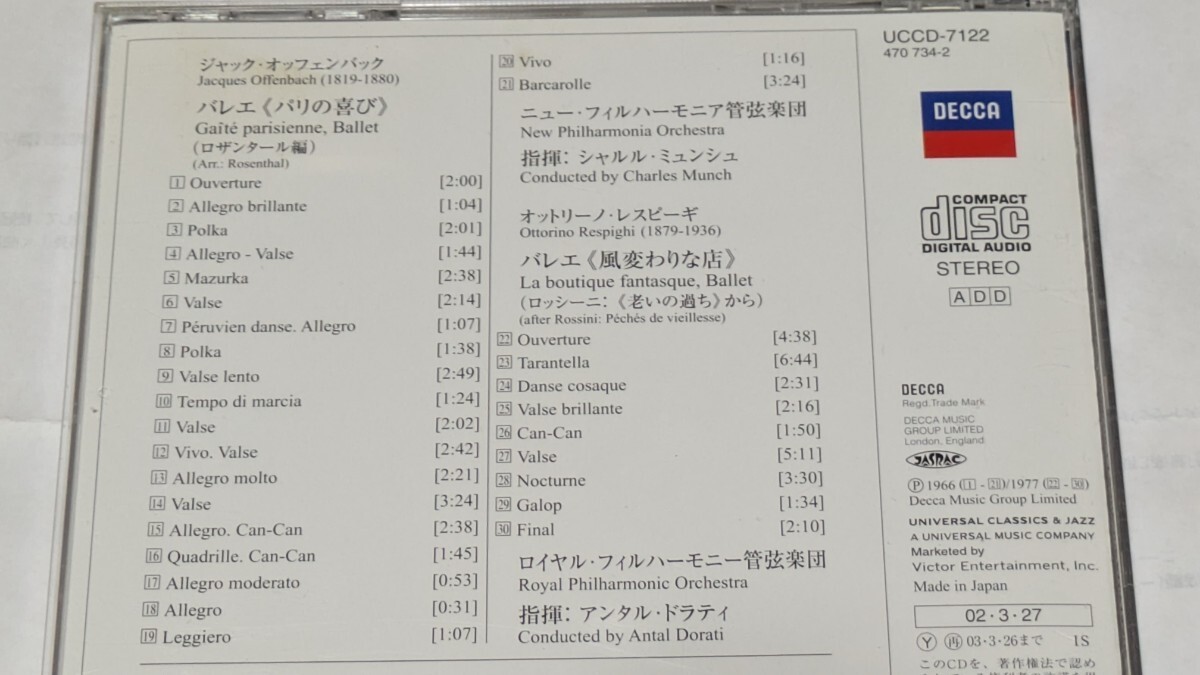 ジャック・オッフェンバック
Jacques Offenbach (1819-1880)
バレエ《パリの喜び》
Gaîté parisienne, Ballet
(ロザンタール編)
(Arr.: Rosenthal)
1 Ouverture [2:00]
2 Allegro brillante [1:04]
3 Polka [2:01]
4 Allegro - Valse [1:44]
5 Mazurka [2:38]
6 Valse [2:14]
7 Péruvien danse. Allegro [1:07]
8 Polka [1:38]
9 Valse lento [2:49]
10 Tempo di marcia [1:24]
11 Valse [2:02]
12 Vivo. Valse [2:42]
13 Allegro molto [2:21]
14 Valse [3:24]
15 Allegro. Can-Can [2:38]
16 Quadrille. Can-Can [1:45]
17 Allegro moderato [0:53]
18 Allegro [0:31]
19 Leggiero [1:07]
20 Vivo [1:16]
21 Barcarolle [3:24]
ニュー・フィルハーモニア管弦楽団
New Philharmonia Orchestra
指揮: シャルル・ミュンシュ
Conducted by Charles Munch
オットリーノ・レスピーギ
Ottorino Respighi (1879-1936)
バレエ《風変わりな店》
La boutique fantasque, Ballet
(ロッシーニ: 《老いの過ち》から)
(after Rossini: Péchés de vieillesse)
22 Ouverture [4:38]
23 Tarantella [6:44]
24 Danse cosaque [2:31]
25 Valse brillante [2:16]
26 Can-Can [1:50]
27 Valse [5:11]
28 Nocturne [3:30]
29 Galop [1:34]
30 Final [2:10]
ロイヤル・フィルハーモニー管弦楽団
Royal Philharmonic Orchestra
指揮: アンタル・ドラティ
Conducted by Antal Dorati
UCCD-7122
470 734-2
DECCA
COMPACT
disc
DIGITAL AUDIO
STEREO
ADD
DECCA
Regd. Trade Mark
DECCA MUSIC
GROUP LIMITED
London, England
JASRAC
Ⓟ 1966 (1 - 21)/1977 (22 - 30)
Decca Music Group Limited
UNIVERSAL CLASSICS & JAZZ
A UNIVERSAL MUSIC COMPANY
Marketed by
Victor Entertainment, Inc.
Made in Japan
02・3・27
Ⓨ 再 03・3・26まで 1S
このCDを、著作権法で認め